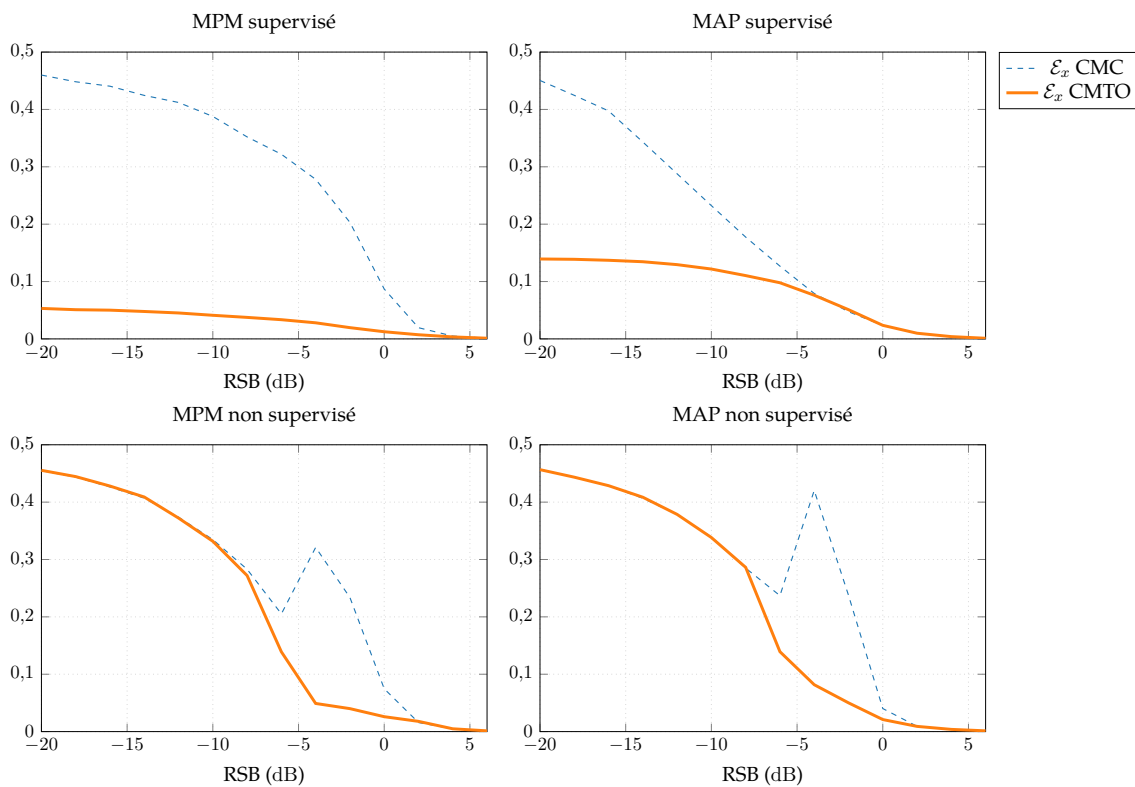 MPM supervisé
0,5
0,4
0,3
0,2
0,1
0
−20 −15 −10 −5 0 5
RSB (dB)
MAP supervisé
0,5
0,4
0,3
0,2
0,1
0
−20 −15 −10 −5 0 5
RSB (dB)
ℰx CMC
ℰx CMTO
MPM non supervisé
0,5
0,4
0,3
0,2
0,1
0
−20 −15 −10 −5 0 5
RSB (dB)
MAP non supervisé
0,5
0,4
0,3
0,2
0,1
0
−20 −15 −10 −5 0 5
RSB (dB)